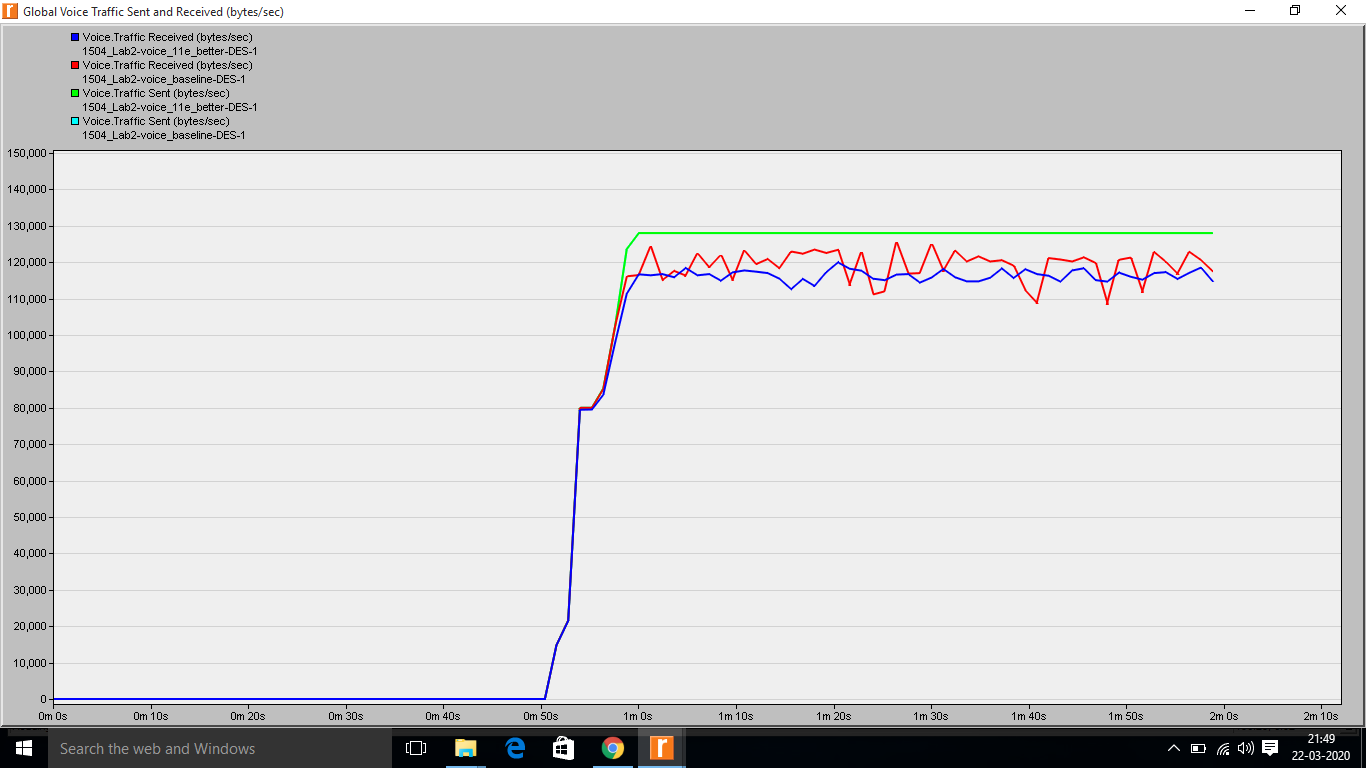 Global Voice Traffic Sent and Received (bytes/sec)
Voice.Traffic Received (bytes/sec)
1504_Lab2-voice_11e_better-DES-1
Voice.Traffic Received (bytes/sec)
1504_Lab2-voice_baseline-DES-1
Voice.Traffic Sent (bytes/sec)
1504_Lab2-voice_11e_better-DES-1
Voice.Traffic Sent (bytes/sec)
1504_Lab2-voice_baseline-DES-1
150,000
140,000
130,000
120,000
110,000
100,000
90,000
80,000
70,000
60,000
50,000
40,000
30,000
20,000
10,000
0
0m 0s 0m 10s 0m 20s 0m 30s 0m 40s 0m 50s 1m 0s 1m 10s 1m 20s 1m 30s 1m 40s 1m 50s 2m 0s 2m 10s
Search the web and Windows
21:49
22-03-2020